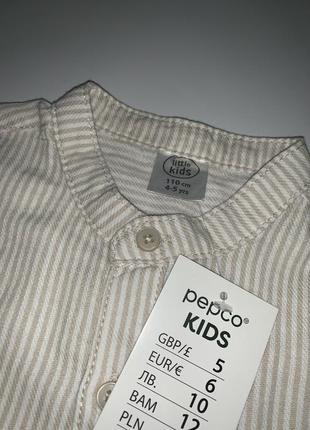 little
kids
110 cm
4-5 yrs
pepco®
KIDS
GBP/£ 5
EUR/€ 6
ЛВ. 10
BAM 12
PLN